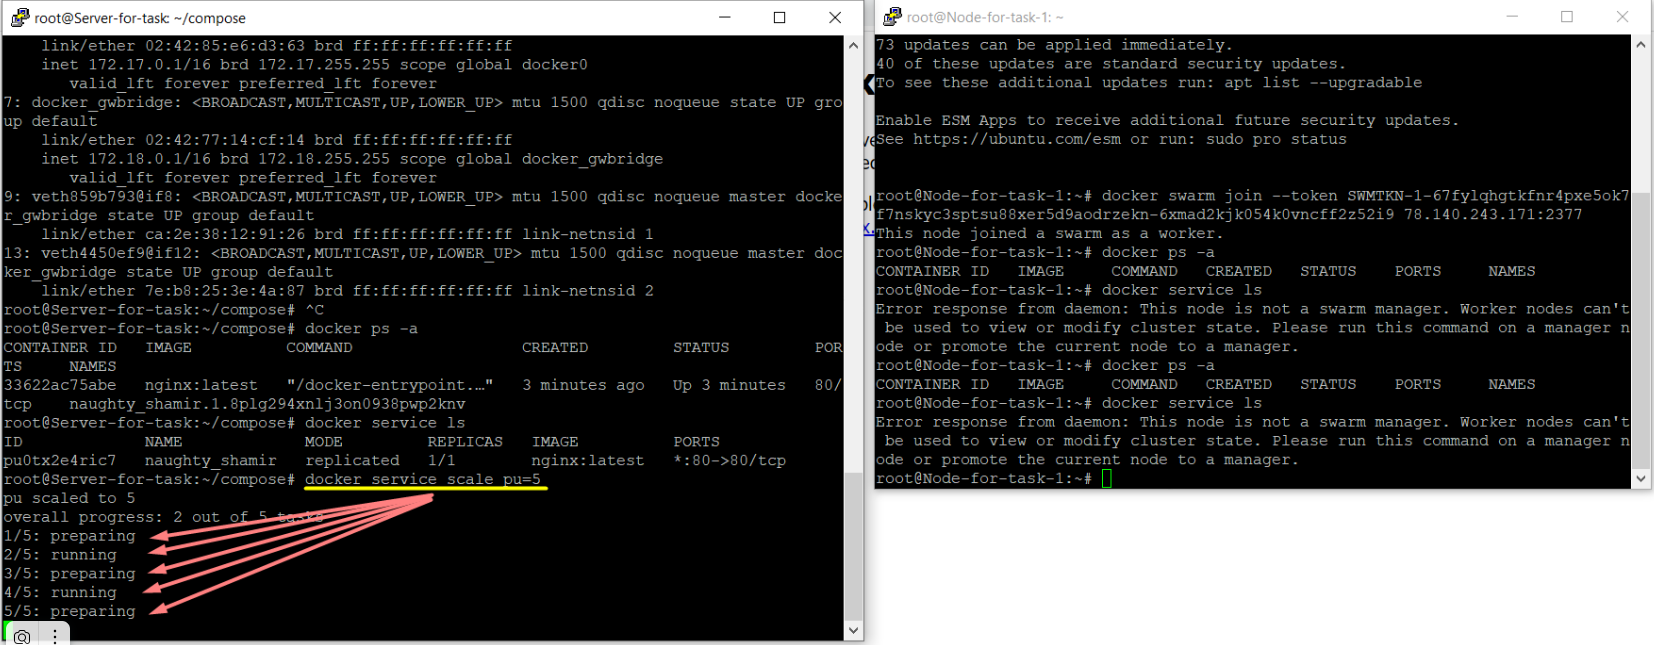 root@Server-for-task: ~/compose
    link/ether 02:42:85:e6:d3:63 brd ff:ff:ff:ff:ff:ff
    inet 172.17.0.1/16 brd 172.17.255.255 scope global docker0
       valid_lft forever preferred_lft forever
7: docker_gwbridge: <BROADCAST,MULTICAST,UP,LOWER_UP> mtu 1500 qdisc noqueue state UP gro
up default
    link/ether 02:42:77:14:cf:14 brd ff:ff:ff:ff:ff:ff
    inet 172.18.0.1/16 brd 172.18.255.255 scope global docker_gwbridge
       valid_lft forever preferred_lft forever
9: veth859b793@if8: <BROADCAST,MULTICAST,UP,LOWER_UP> mtu 1500 qdisc noqueue master docke
r_gwbridge state UP group default
    link/ether ca:2e:38:12:91:26 brd ff:ff:ff:ff:ff:ff link-netnsid 1
13: veth4450ef9@if12: <BROADCAST,MULTICAST,UP,LOWER_UP> mtu 1500 qdisc noqueue master doc
ker_gwbridge state UP group default
    link/ether 7e:b8:25:3e:4a:87 brd ff:ff:ff:ff:ff:ff link-netnsid 2
root@Server-for-task:~/compose# ^C
root@Server-for-task:~/compose# docker ps -a
CONTAINER ID   IMAGE          COMMAND                  CREATED         STATUS         POR
TS     NAMES
33622ac75abe   nginx:latest   "/docker-entrypoint.…"   3 minutes ago   Up 3 minutes   80/
tcp    naughty_shamir.1.8plg294xnlj3on0938pwp2knv
root@Server-for-task:~/compose# docker service ls
ID             NAME             MODE         REPLICAS   IMAGE          PORTS
pu0tx2e4ric7   naughty_shamir   replicated   1/1        nginx:latest   *:80->80/tcp
root@Server-for-task:~/compose# docker service scale pu=5
pu scaled to 5
overall progress: 2 out of 5 tasks
1/5: preparing
2/5: running
3/5: preparing
4/5: running
5/5: preparing
root@Node-for-task-1: ~
73 updates can be applied immediately.
40 of these updates are standard security updates.
To see these additional updates run: apt list --upgradable
Enable ESM Apps to receive additional future security updates.
See https://ubuntu.com/esm or run: sudo pro status
root@Node-for-task-1:~# docker swarm join --token SWMTKN-1-67fylqhgtkfnr4pxe5ok7
f7nskyc3sptsu88xer5d9aodrzekn-6xmad2kjk054k0vncff2z52i9 78.140.243.171:2377
This node joined a swarm as a worker.
root@Node-for-task-1:~# docker ps -a
CONTAINER ID   IMAGE     COMMAND   CREATED   STATUS    PORTS     NAMES
root@Node-for-task-1:~# docker service ls
Error response from daemon: This node is not a swarm manager. Worker nodes can't
 be used to view or modify cluster state. Please run this command on a manager n
ode or promote the current node to a manager.
root@Node-for-task-1:~# docker ps -a
CONTAINER ID   IMAGE     COMMAND   CREATED   STATUS    PORTS     NAMES
root@Node-for-task-1:~# docker service ls
Error response from daemon: This node is not a swarm manager. Worker nodes can't
 be used to view or modify cluster state. Please run this command on a manager n
ode or promote the current node to a manager.
root@Node-for-task-1:~#